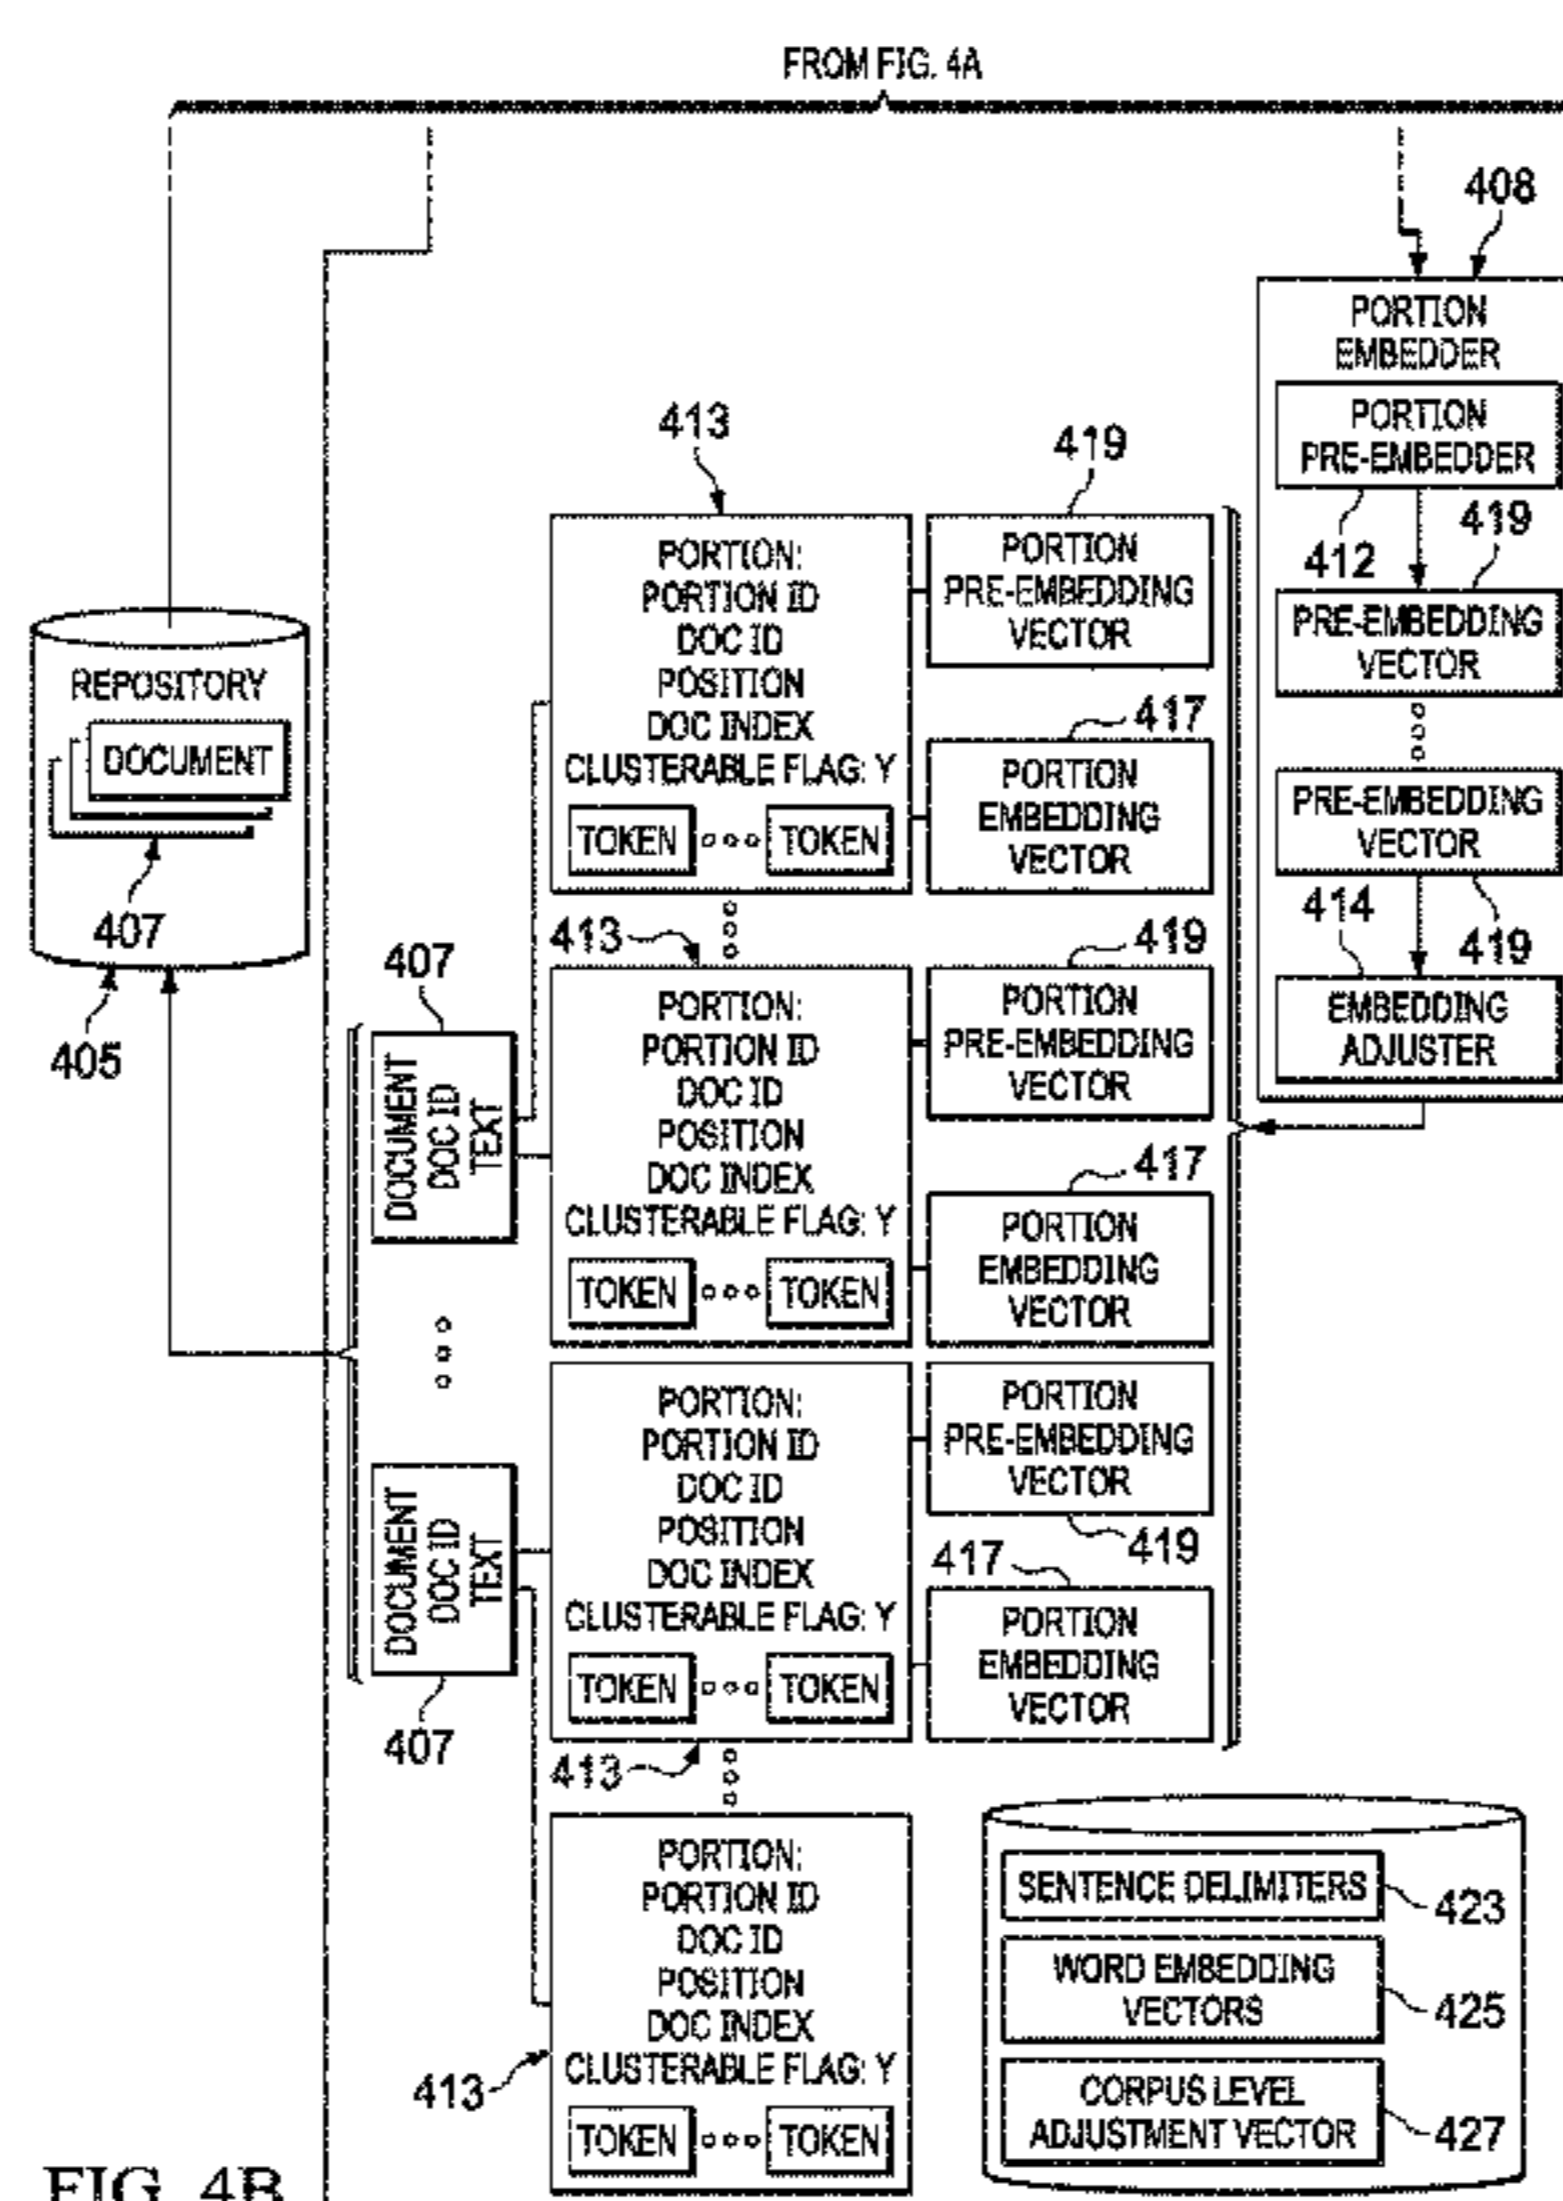 FROM FIG. 4A
408
PORTION
EMBEDDER
PORTION
PRE-EMBEDDER
412
419
PRE-EMBEDDING
VECTOR
PRE-EMBEDDING
VECTOR
414
419
EMBEDDING
ADJUSTER
REPOSITORY
DOCUMENT
407
405
407
DOCUMENT
DOC ID
TEXT
DOCUMENT
DOC ID
TEXT
407
413
PORTION:
PORTION ID
DOC ID
POSITION
DOC INDEX
CLUSTERABLE FLAG: Y
TOKEN TOKEN
419
PORTION
PRE-EMBEDDING
VECTOR
417
PORTION
EMBEDDING
VECTOR
413
PORTION:
PORTION ID
DOC ID
POSITION
DOC INDEX
CLUSTERABLE FLAG: Y
TOKEN TOKEN
419
PORTION
PRE-EMBEDDING
VECTOR
417
PORTION
EMBEDDING
VECTOR
PORTION:
PORTION ID
DOC ID
POSITION
DOC INDEX
CLUSTERABLE FLAG: Y
TOKEN TOKEN
413
PORTION
PRE-EMBEDDING
VECTOR
419
417
PORTION
EMBEDDING
VECTOR
PORTION:
PORTION ID
DOC ID
POSITION
DOC INDEX
CLUSTERABLE FLAG: Y
TOKEN TOKEN
413
SENTENCE DELIMITERS
423
WORD EMBEDDING
VECTORS
425
CORPUS LEVEL
ADJUSTMENT VECTOR
427
FIG. 4B